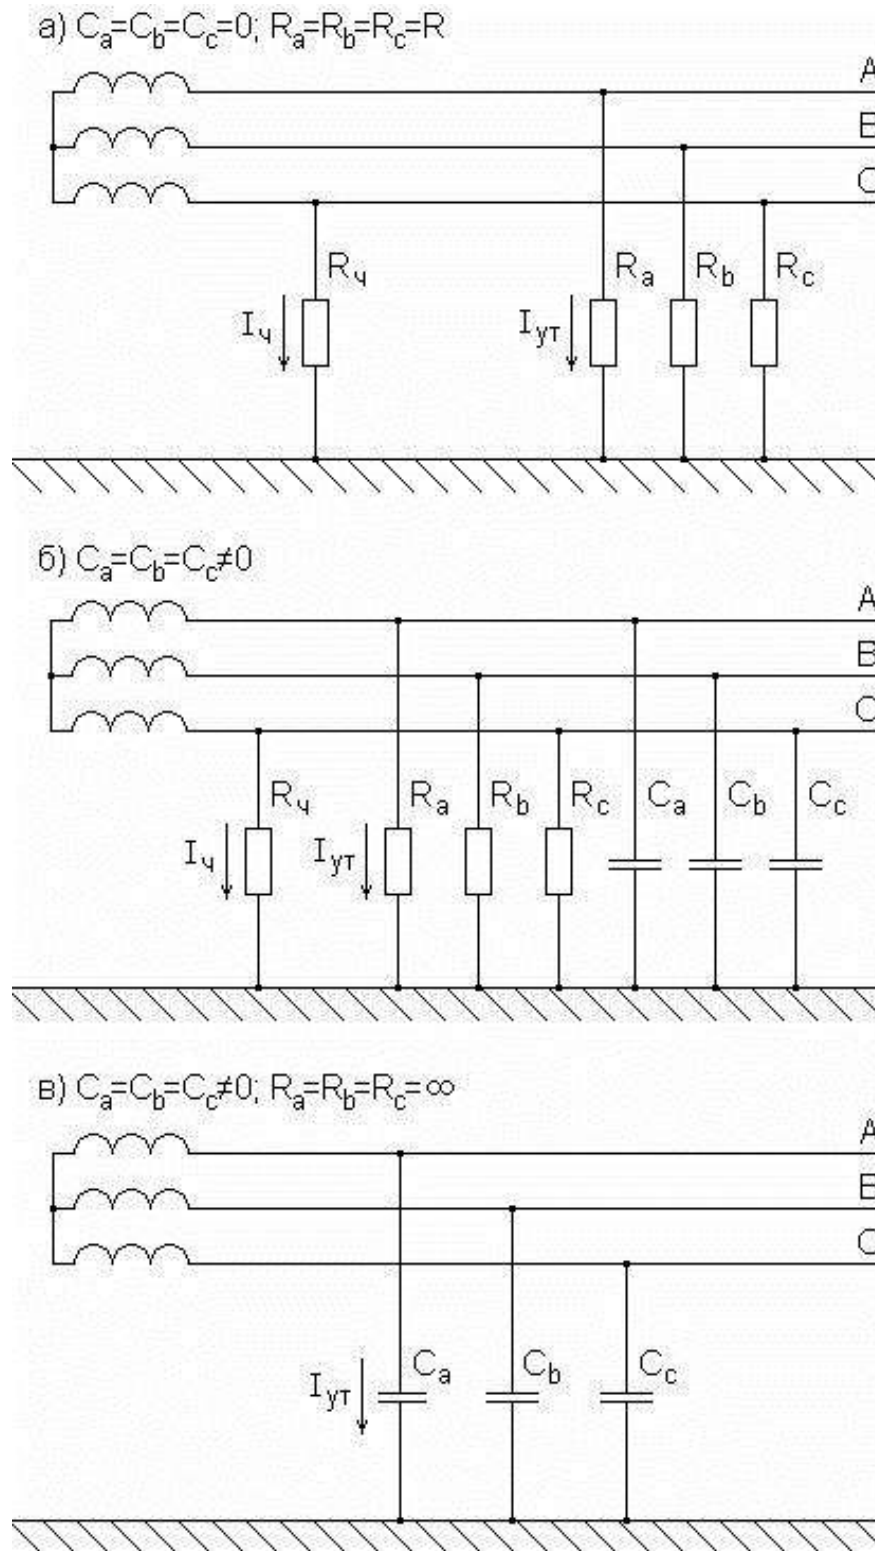 а) Ca=Cb=Cc=0; Ra=Rb=Rc=R
A
B
C
Rч Ra Rb Rc
Iч Iут
б) Ca=Cb=Cc≠0
A
B
C
Rч Ra Rb Rc Ca Cb Cc
Iч Iут
в) Ca=Cb=Cc≠0; Ra=Rb=Rc=∞
A
B
C
Ca Cb Cc
Iут